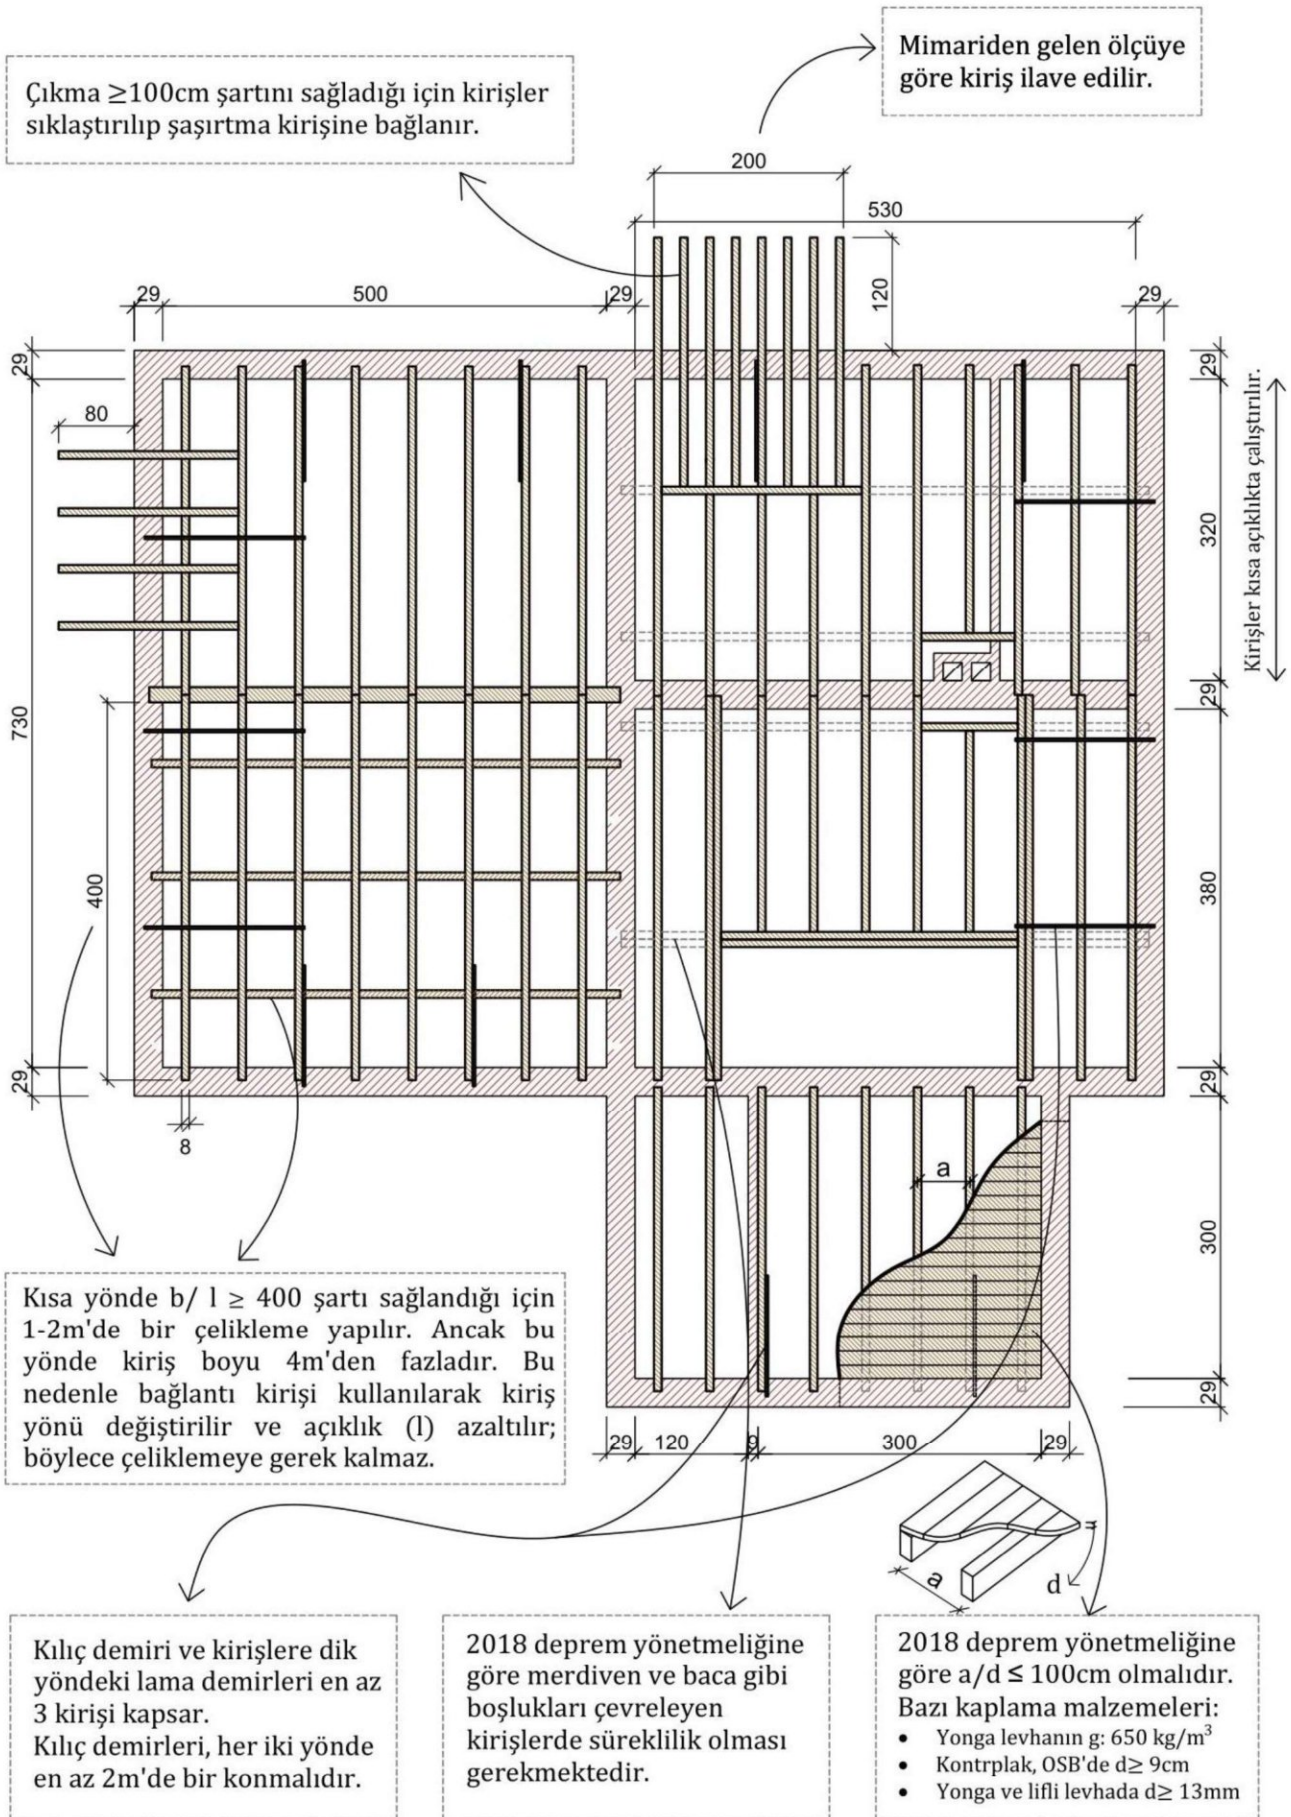 Mimariden gelen ölçüye
göre kiriş ilave edilir.
Çıkma ≥100cm şartını sağladığı için kirişler
sıklaştırılıp şaşırtma kirişine bağlanır.
200
530
120
29
500
29
29
29
29
80
320
Kirişler kısa açıklıkta çalıştırılır.
29
730
400
380
29
29
8
a
300
29
29
120
9
300
29
Kısa yönde b/ l ≥ 400 şartı sağlandığı için
1-2m'de bir çelikleme yapılır. Ancak bu
yönde kiriş boyu 4m'den fazladır. Bu
nedenle bağlantı kirişi kullanılarak kiriş
yönü değiştirilir ve açıklık (l) azaltılır;
böylece çeliklemeye gerek kalmaz.
a
d
Kılıç demiri ve kirişlere dik
yöndeki lama demirleri en az
3 kirişi kapsar.
Kılıç demirleri, her iki yönde
en az 2m'de bir konmalıdır.
2018 deprem yönetmeliğine
göre merdiven ve baca gibi
boşlukları çevreleyen
kirişlerde süreklilik olması
gerekmektedir.
2018 deprem yönetmeliğine
göre a/d ≤ 100cm olmalıdır.
Bazı kaplama malzemeleri:
• Yonga levhanın g: 650 kg/m³
• Kontrplak, OSB'de d≥ 9cm
• Yonga ve lifli levhada d≥ 13mm